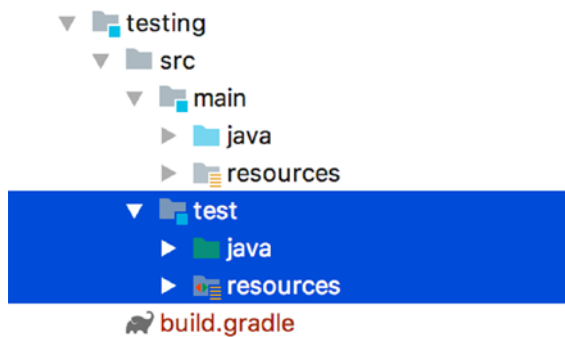 testing
src
main
java
resources
test
java
resources
build.gradle